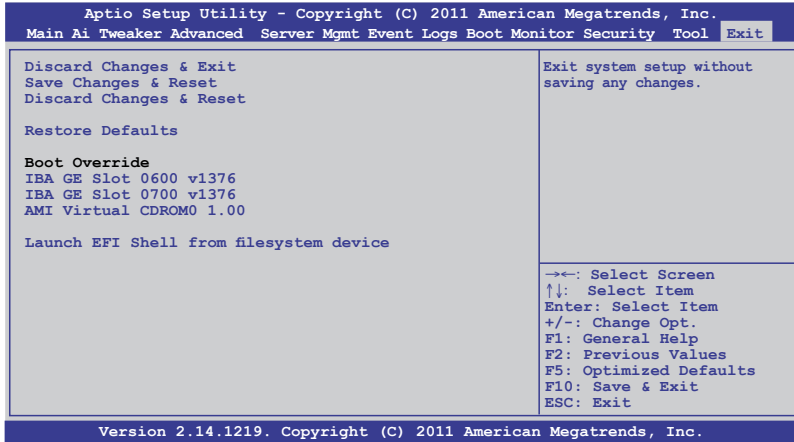 Aptio Setup Utility - Copyright (C) 2011 American Megatrends, Inc.
Main Ai Tweaker Advanced Server Mgmt Event Logs Boot Monitor Security Tool Exit
Discard Changes & Exit
Save Changes & Reset
Discard Changes & Reset
Restore Defaults
Boot Override
IBA GE Slot 0600 v1376
IBA GE Slot 0700 v1376
AMI Virtual CDROM0 1.00
Launch EFI Shell from filesystem device
Exit system setup without
saving any changes.
→←: Select Screen
↑↓: Select Item
Enter: Select Item
+/-: Change Opt.
F1: General Help
F2: Previous Values
F5: Optimized Defaults
F10: Save & Exit
ESC: Exit
Version 2.14.1219. Copyright (C) 2011 American Megatrends, Inc.